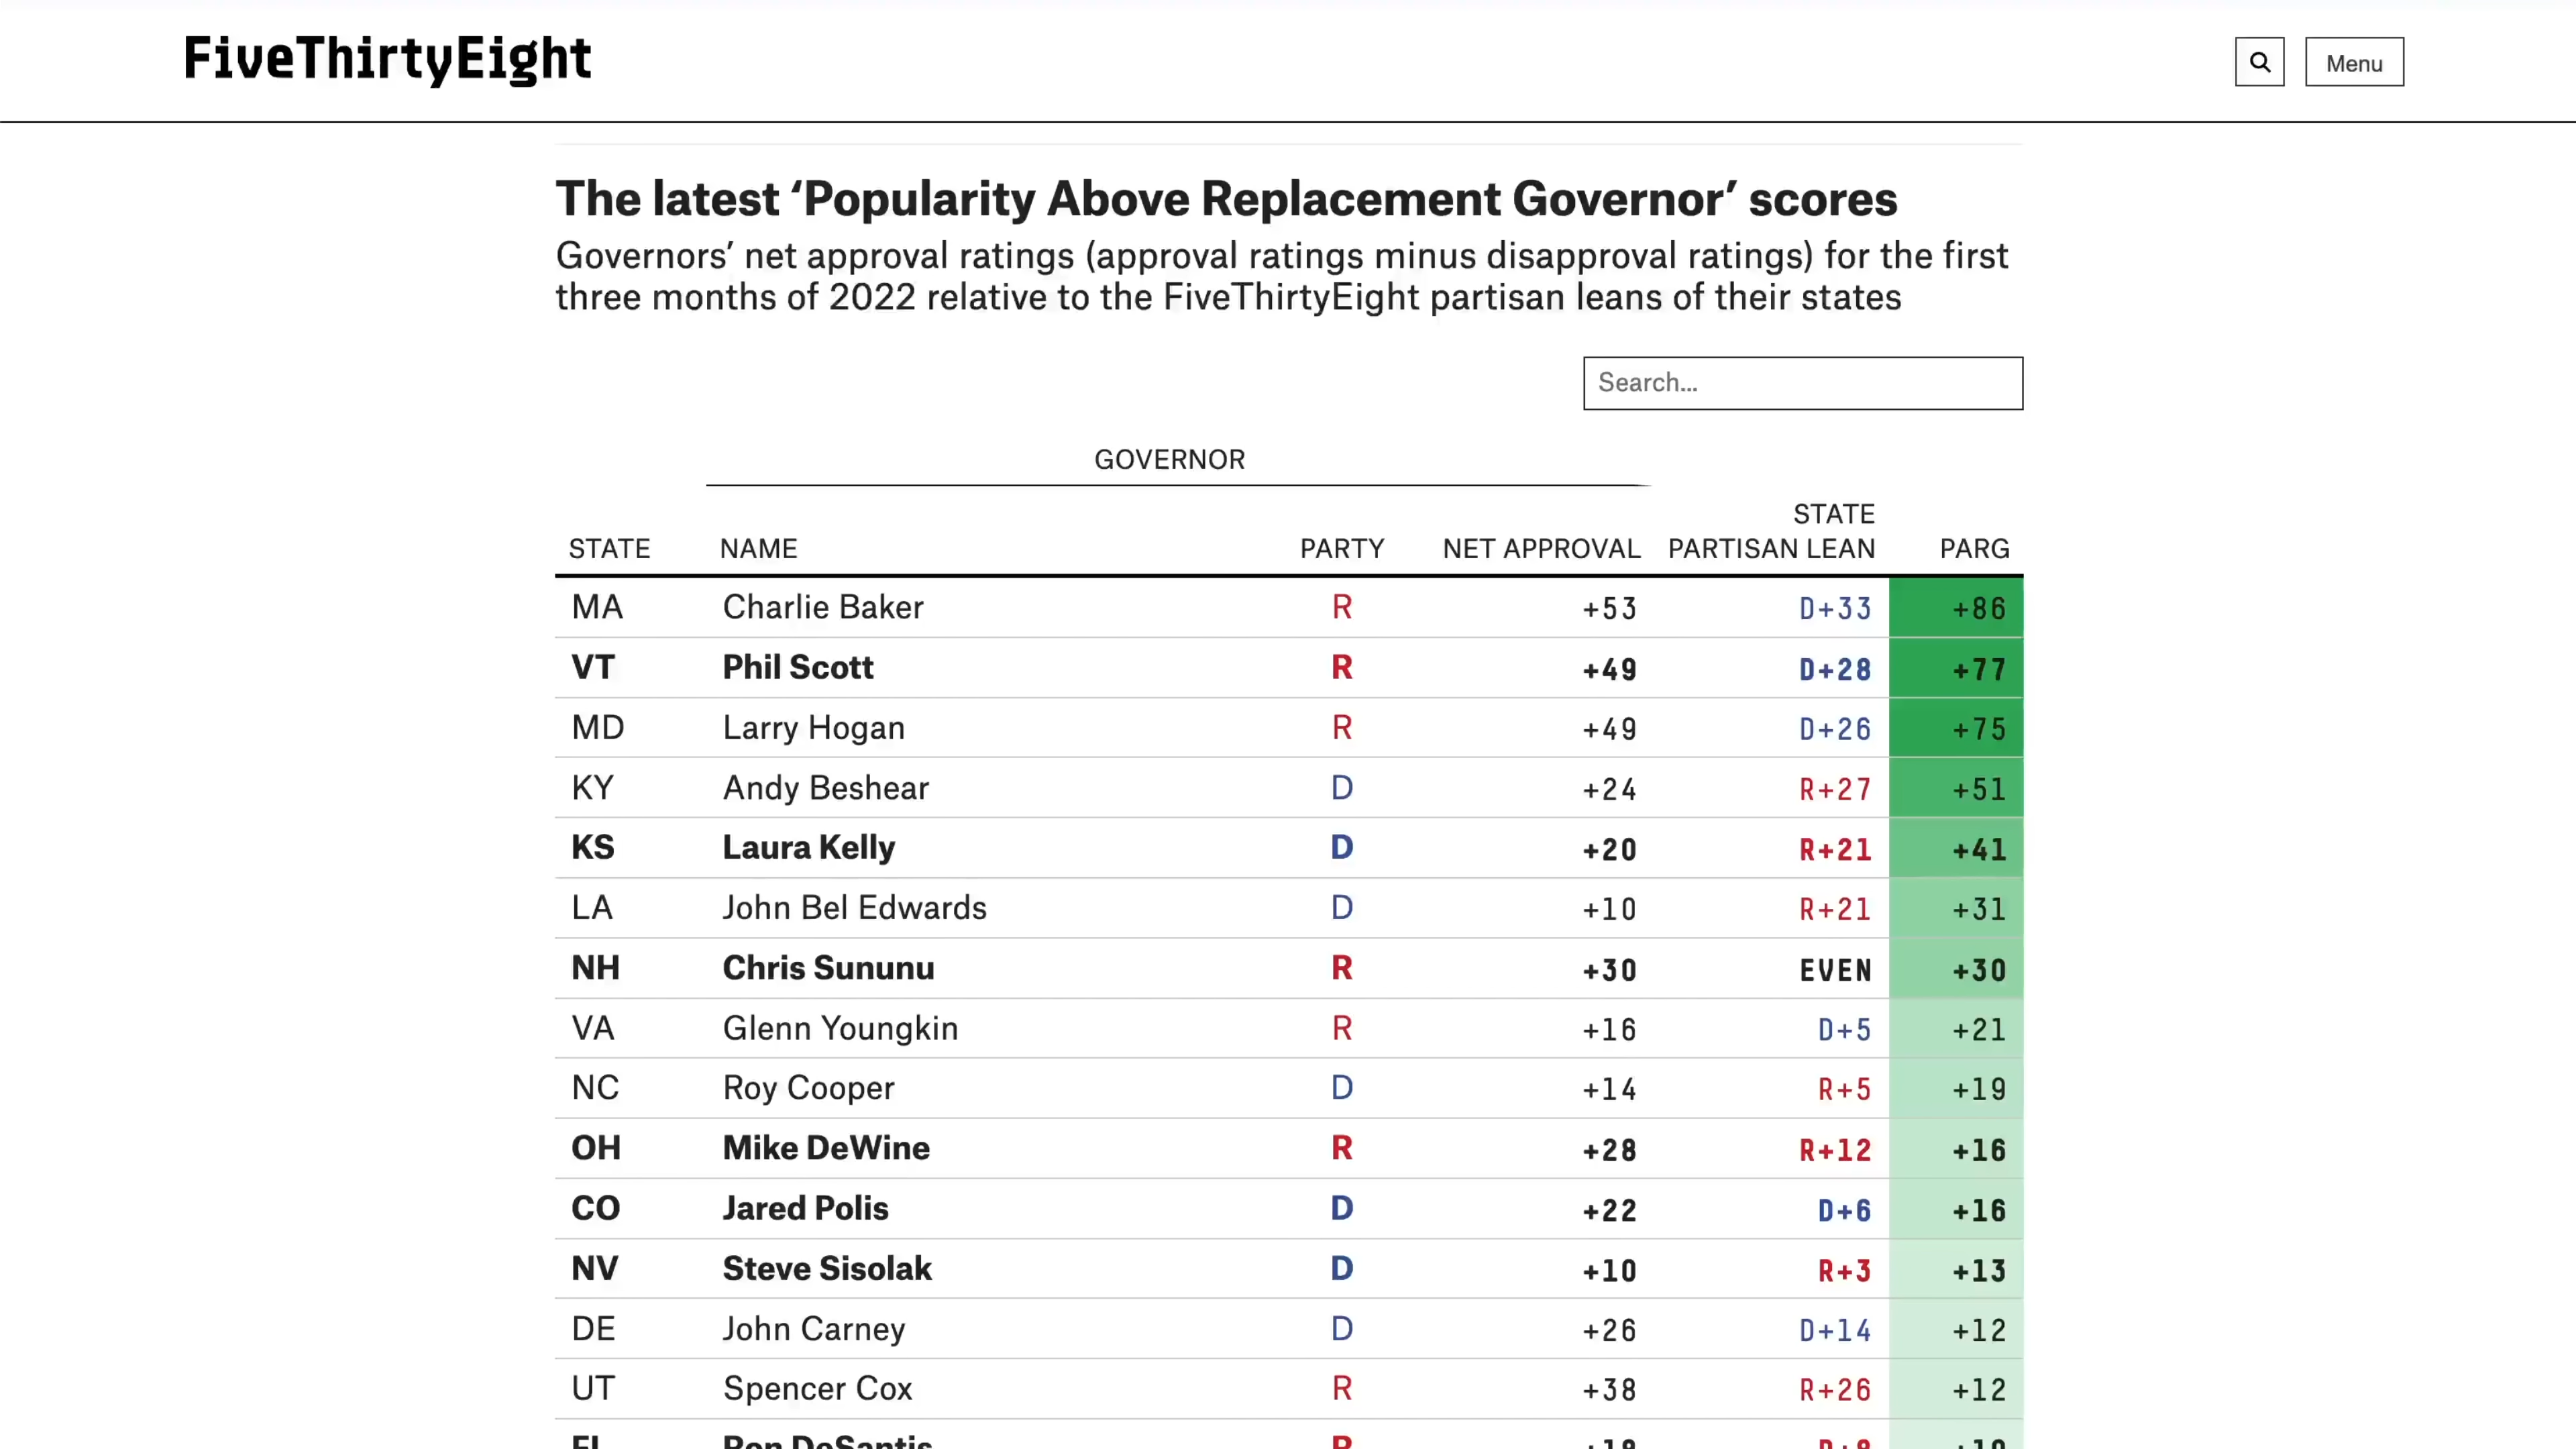 FiveThirtyEight
Menu
The latest ‘Popularity Above Replacement Governor’ scores
Governors’ net approval ratings (approval ratings minus disapproval ratings) for the first
three months of 2022 relative to the FiveThirtyEight partisan leans of their states
Search...
GOVERNOR
STATE
STATE NAME PARTY NET APPROVAL PARTISAN LEAN PARG
MA Charlie Baker R +53 D+33 +86
VT Phil Scott R +49 D+28 +77
MD Larry Hogan R +49 D+26 +75
KY Andy Beshear D +24 R+27 +51
KS Laura Kelly D +20 R+21 +41
LA John Bel Edwards D +10 R+21 +31
NH Chris Sununu R +30 EVEN +30
VA Glenn Youngkin R +16 D+5 +21
NC Roy Cooper D +14 R+5 +19
OH Mike DeWine R +28 R+12 +16
CO Jared Polis D +22 D+6 +16
NV Steve Sisolak D +10 R+3 +13
DE John Carney D +26 D+14 +12
UT Spencer Cox R +38 R+26 +12
Ron DeSantis R